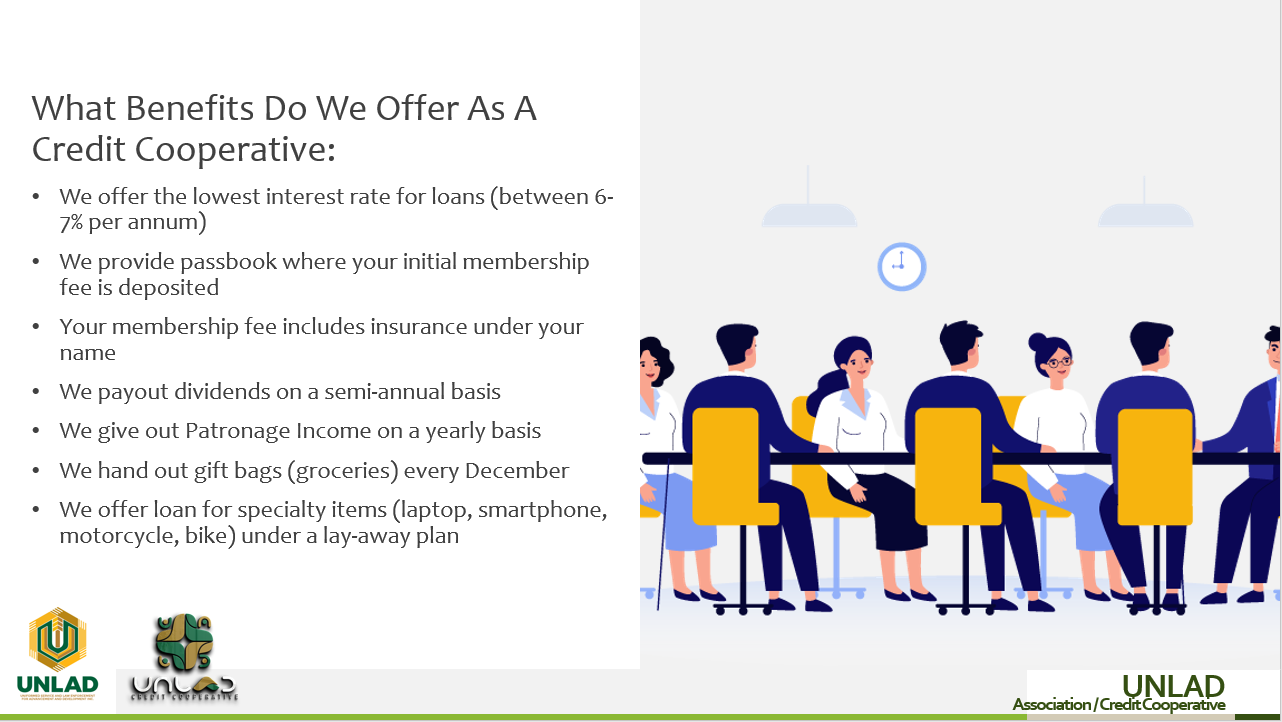 What Benefits Do We Offer As A
Credit Cooperative:
• We offer the lowest interest rate for loans (between 6-
7% per annum)
• We provide passbook where your initial membership
fee is deposited
• Your membership fee includes insurance under your
name
• We payout dividends on a semi-annual basis
• We give out Patronage Income on a yearly basis
• We hand out gift bags (groceries) every December
• We offer loan for specialty items (laptop, smartphone,
motorcycle, bike) under a lay-away plan
UNLAD
UNLAD
CREDIT COOPERATIVE
UNLAD
Association / Credit Cooperative